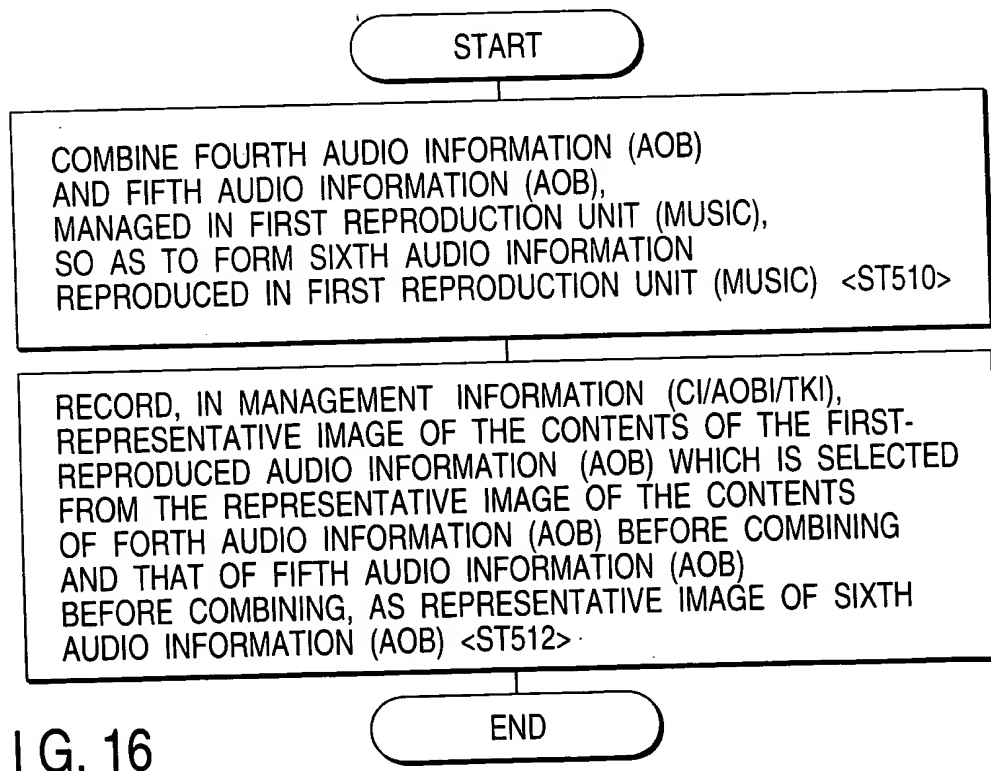 START
COMBINE FOURTH AUDIO INFORMATION (AOB)
AND FIFTH AUDIO INFORMATION (AOB),
MANAGED IN FIRST REPRODUCTION UNIT (MUSIC),
SO AS TO FORM SIXTH AUDIO INFORMATION
REPRODUCED IN FIRST REPRODUCTION UNIT (MUSIC) <ST510>
RECORD, IN MANAGEMENT INFORMATION (CI/AOBI/TKI),
REPRESENTATIVE IMAGE OF THE CONTENTS OF THE FIRST-
REPRODUCED AUDIO INFORMATION (AOB) WHICH IS SELECTED
FROM THE REPRESENTATIVE IMAGE OF THE CONTENTS
OF FORTH AUDIO INFORMATION (AOB) BEFORE COMBINING
AND THAT OF FIFTH AUDIO INFORMATION (AOB)
BEFORE COMBINING, AS REPRESENTATIVE IMAGE OF SIXTH
AUDIO INFORMATION (AOB) <ST512>
END
I G. 16